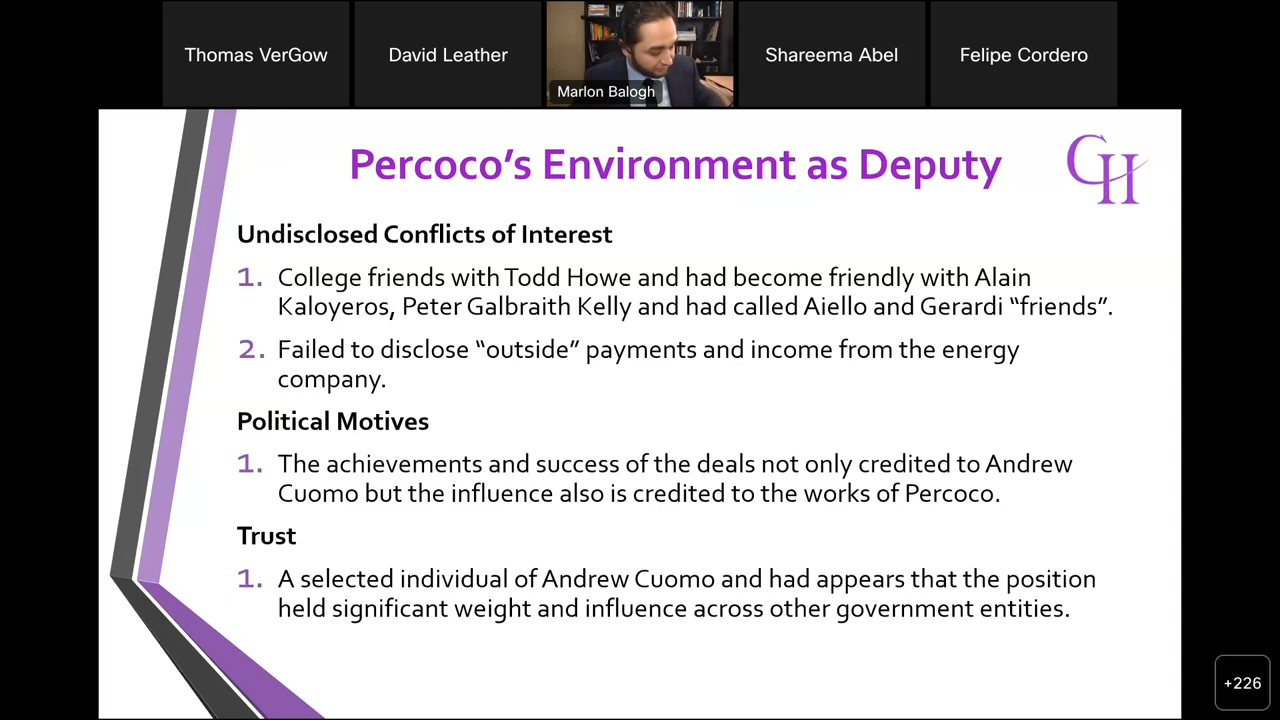 Thomas VerGow
David Leather
Marlon Balogh
Shareema Abel
Felipe Cordero
Percoco's Environment as Deputy
CH
Undisclosed Conflicts of Interest
1. College friends with Todd Howe and had become friendly with Alain
Kaloyeros, Peter Galbraith Kelly and had called Aiello and Gerardi “friends”.
2. Failed to disclose “outside” payments and income from the energy
company.
Political Motives
1. The achievements and success of the deals not only credited to Andrew
Cuomo but the influence also is credited to the works of Percoco.
Trust
1. A selected individual of Andrew Cuomo and had appears that the position
held significant weight and influence across other government entities.
+226